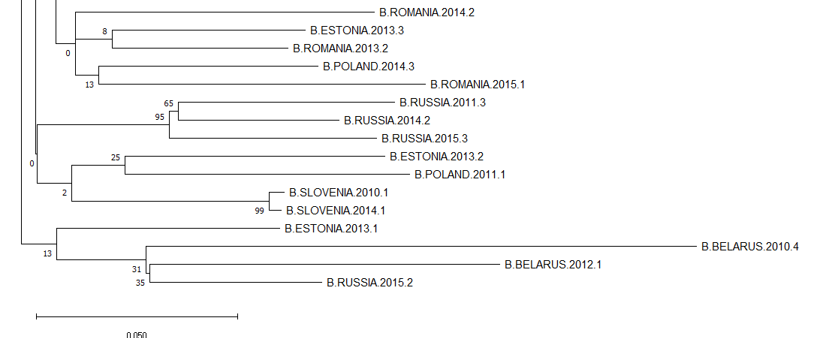 B.ROMANIA.2014.2
8
B.ESTONIA.2013.3
B.ROMANIA.2013.2
0
B.POLAND.2014.3
13
B.ROMANIA.2015.1
65
B.RUSSIA.2011.3
95
B.RUSSIA.2014.2
B.RUSSIA.2015.3
25
B.ESTONIA.2013.2
0
B.POLAND.2011.1
2
B.SLOVENIA.2010.1
99
B.SLOVENIA.2014.1
B.ESTONIA.2013.1
13
B.BELARUS.2010.4
31
B.BELARUS.2012.1
35
B.RUSSIA.2015.2
0.050